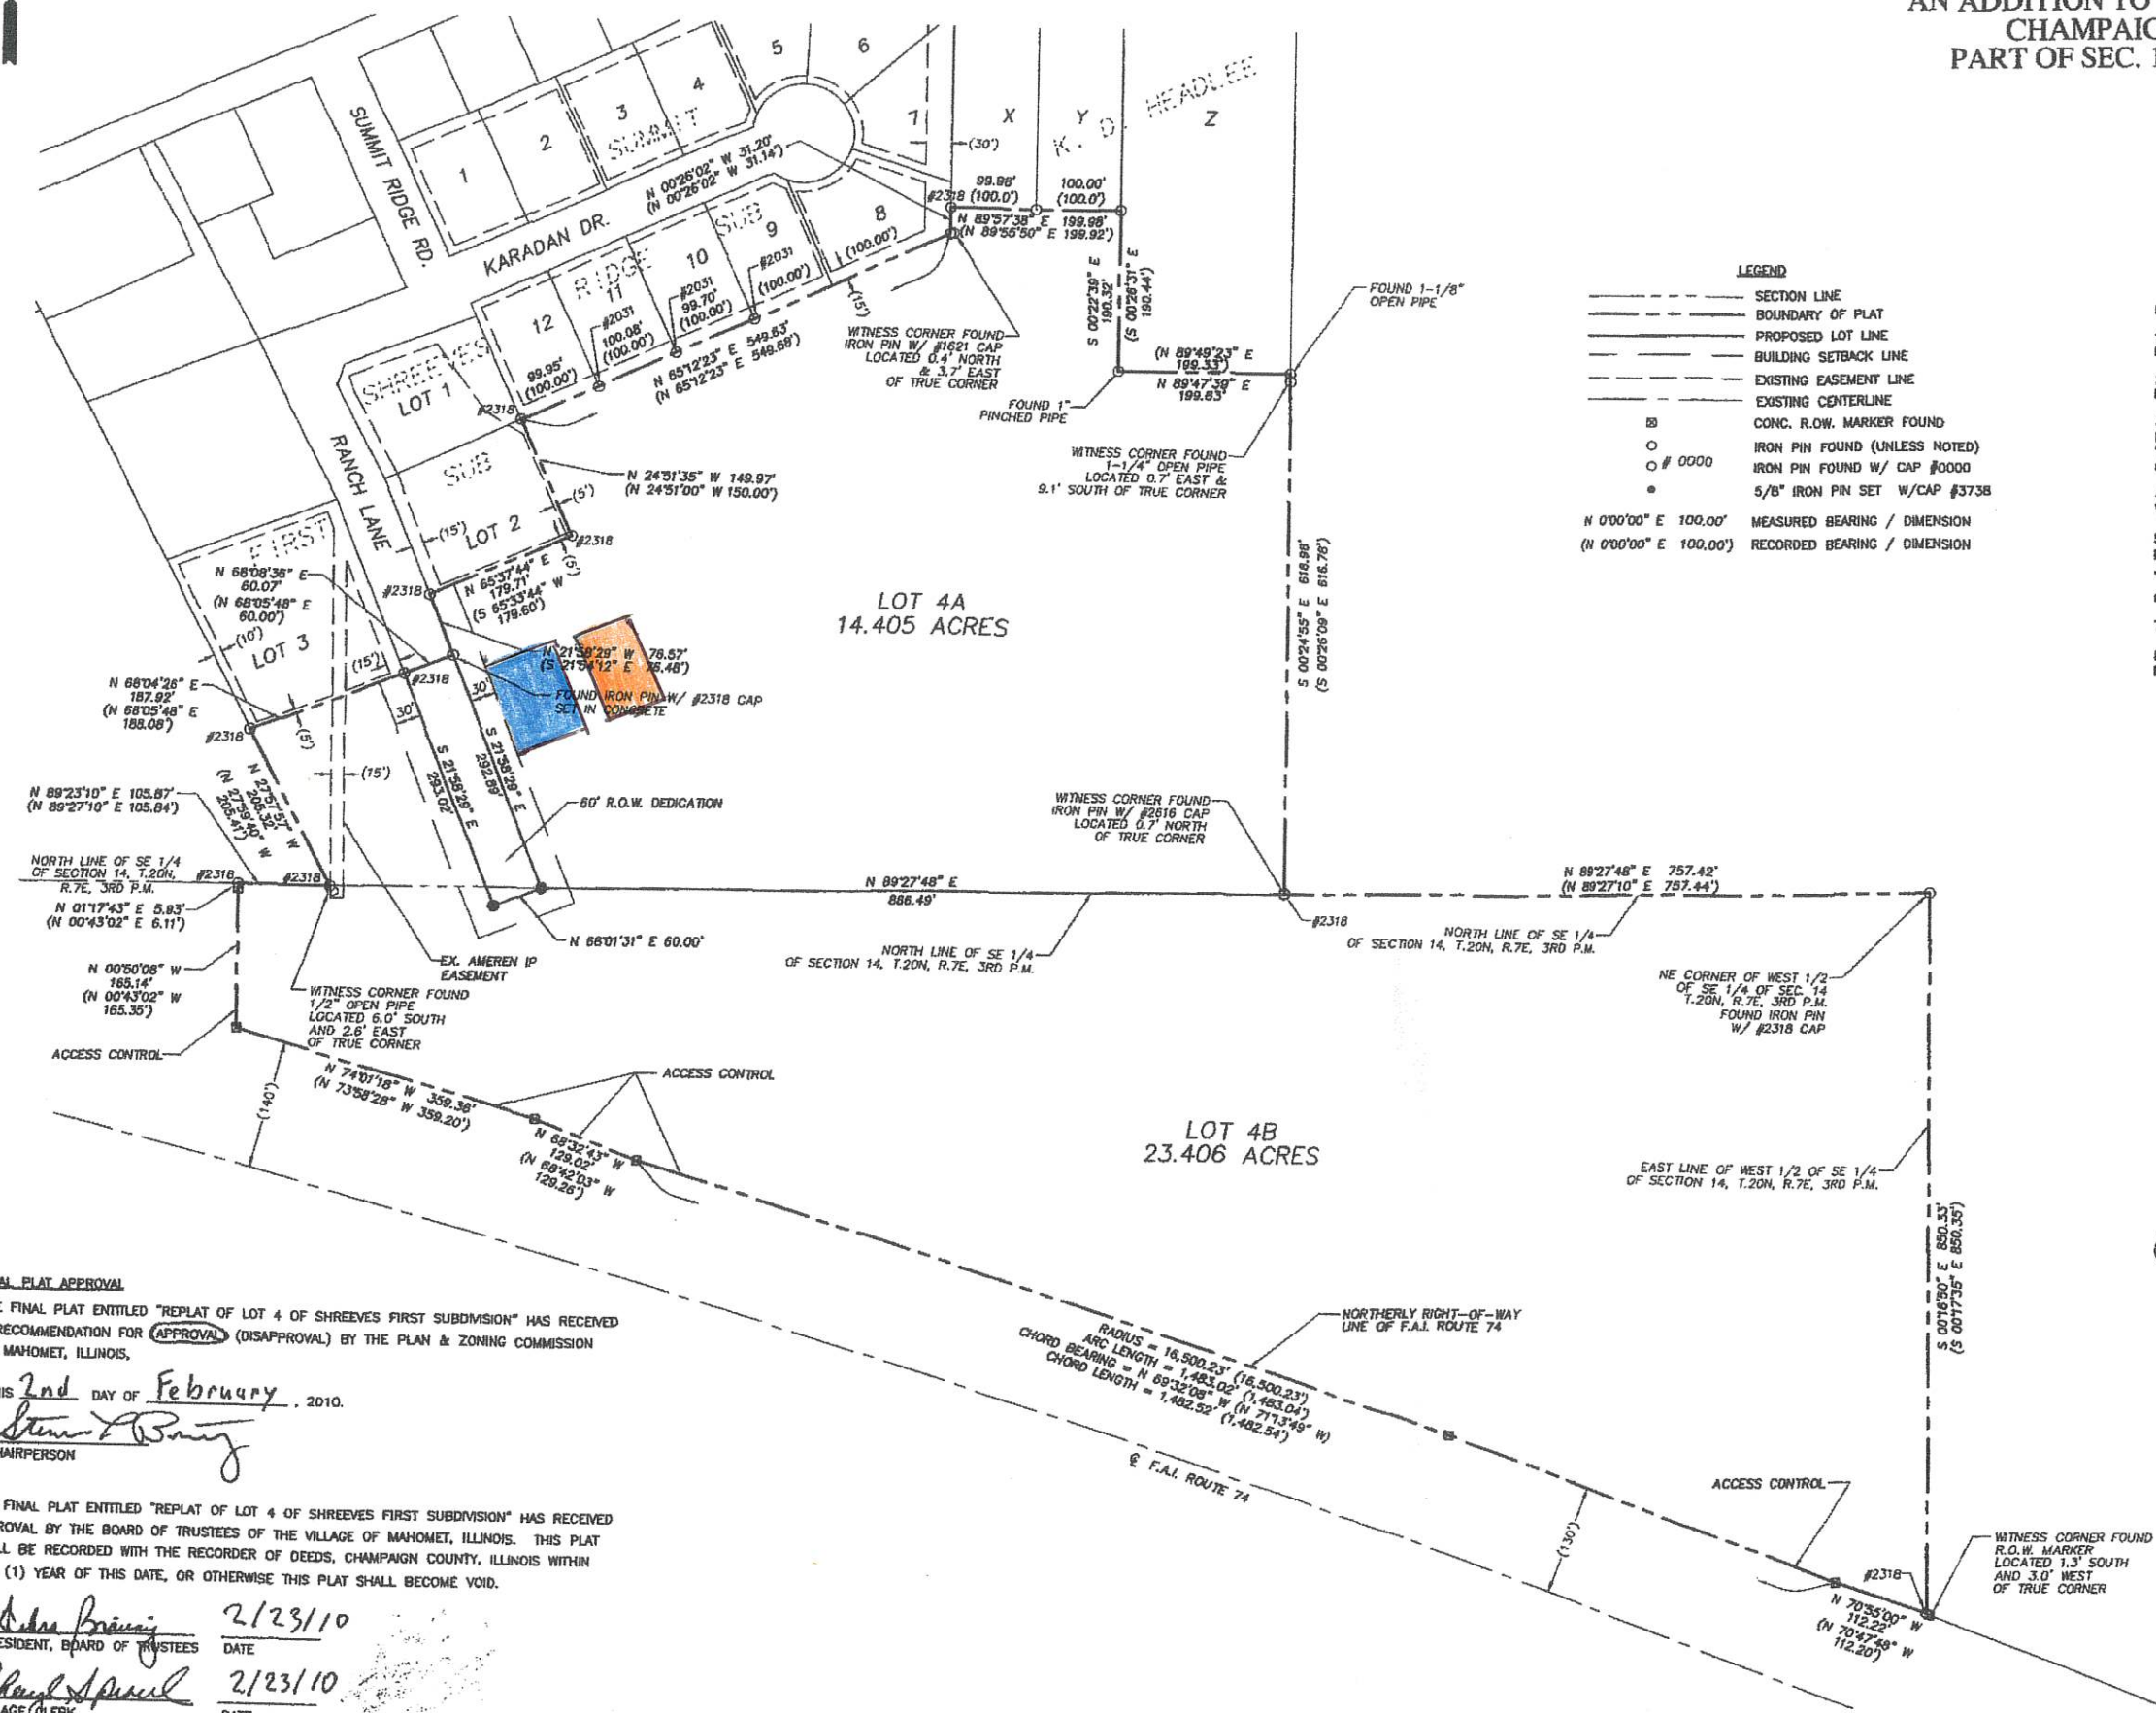 AN ADDITION TO
CHAMPAIG
PART OF SEC. 1
SUMMIT RIDGE RD.
1
2
3
4
5
6
7
SUMMIT
N 00°26'02" W 31.20'
(N 00°26'02" W 31.14')
KARADAN DR.
X
Y
Z
K. D. HEADLEE
(30')
99.98'
#2318 (100.0')
100.00'
(100.0')
N 89°57'38" E 199.98'
(N 89°55'50" E 199.92')
8
9
10
11
12
RIDGE
SUB
(100.00')
#2031
(100.00')
#2031
99.70'
(100.00')
#2031
100.08'
(100.00')
99.95'
(100.00')
(15')
N 65°12'23" E 549.63'
(N 65°12'23" E 549.68')
WITNESS CORNER FOUND
IRON PIN W/ #1621 CAP
LOCATED 0.4' NORTH
& 3.7' EAST
OF TRUE CORNER
S 00°22'39" E
190.32'
(S 00°26'31" E
190.44')
FOUND 1-1/8"
OPEN PIPE
(N 89°49'23" E
199.33')
N 89°47'39" E
199.63'
FOUND 1"
PINCHED PIPE
WITNESS CORNER FOUND
1-1/4" OPEN PIPE
LOCATED 0.7' EAST &
9.1' SOUTH OF TRUE CORNER
LEGEND
SECTION LINE
BOUNDARY OF PLAT
PROPOSED LOT LINE
BUILDING SETBACK LINE
EXISTING EASEMENT LINE
EXISTING CENTERLINE
CONC. R.O.W. MARKER FOUND
IRON PIN FOUND (UNLESS NOTED)
# 0000 IRON PIN FOUND W/ CAP #0000
5/8" IRON PIN SET W/CAP #3738
N 0°00'00" E 100.00' MEASURED BEARING / DIMENSION
(N 0°00'00" E 100.00') RECORDED BEARING / DIMENSION
SHREEVES
LOT 1
#2318
SUB
LOT 2
(15')
RANCH LANE
N 24°51'35" W 149.97'
(N 24°51'00" W 150.00')
(5')
#2318
(5')
FIRST
N 68°08'36" E
60.07'
(N 68°05'48" E
60.00')
(10')
LOT 3
(15')
#2318
N 65°37'44" E
179.71'
(S 65°33'44" W
179.60')
LOT 4A
14.405 ACRES
S 00°24'55" E 618.98'
(S 00°26'09" E 616.76')
N 21°58'29" W 76.57'
(S 21°54'12" E 76.48')
FOUND IRON PIN W/ #2318 CAP
SET IN CONCRETE
#2318
30'
30'
N 68°04'26" E
187.92'
(N 68°05'48" E
188.08')
#2318
(5')
(15')
S 21°58'29" E
293.02'
S 21°58'29" E
292.89'
60' R.O.W. DEDICATION
N 27°57'57" W
205.32'
(N 27°59'40" W
205.41')
N 89°23'10" E 105.87'
(N 89°27'10" E 105.84')
NORTH LINE OF SE 1/4
OF SECTION 14, T.20N,
R.7E, 3RD P.M.
#2318
#2318
N 01°17'43" E 5.93'
(N 00°43'02" E 6.11')
N 00°50'08" W
165.14'
(N 00°43'02" W
165.35')
ACCESS CONTROL
WITNESS CORNER FOUND
1/2" OPEN PIPE
LOCATED 6.0' SOUTH
AND 2.6' EAST
OF TRUE CORNER
EX. AMEREN IP
EASEMENT
N 68°01'31" E 60.00'
N 89°27'48" E
886.49'
NORTH LINE OF SE 1/4
OF SECTION 14, T.20N, R.7E, 3RD P.M.
WITNESS CORNER FOUND
IRON PIN W/ #2616 CAP
LOCATED 0.7' NORTH
OF TRUE CORNER
#2318
N 89°27'48" E 757.42'
(N 89°27'10" E 757.44')
NORTH LINE OF SE 1/4
OF SECTION 14, T.20N, R.7E, 3RD P.M.
NE CORNER OF WEST 1/2
OF SE 1/4 OF SEC. 14
T.20N, R.7E, 3RD P.M.
FOUND IRON PIN
W/ #2318 CAP
(140')
N 74°01'18" W 359.36'
(N 73°58'28" W 359.20')
ACCESS CONTROL
N 68°32'43" W
129.02'
(N 68°42'03" W
129.26')
LOT 4B
23.406 ACRES
EAST LINE OF WEST 1/2 OF SE 1/4
OF SECTION 14, T.20N, R.7E, 3RD P.M.
S 00°16'50" E 850.33'
(S 00°17'35" E 850.35')
NORTHERLY RIGHT-OF-WAY
LINE OF F.A.I. ROUTE 74
RADIUS = 16,500.23' (16,500.23')
ARC LENGTH = 1,483.02' (1,483.04')
CHORD BEARING = N 69°32'08" W (N 71°13'49" W)
CHORD LENGTH = 1,482.52' (1,482.54')
℄ F.A.I. ROUTE 74
(130')
ACCESS CONTROL
#2318
N 70°55'00" W
112.22'
(N 70°47'48" W
112.20')
WITNESS CORNER FOUND
R.O.W. MARKER
LOCATED 1.3' SOUTH
AND 3.0' WEST
OF TRUE CORNER
AL PLAT APPROVAL
E FINAL PLAT ENTITLED "REPLAT OF LOT 4 OF SHREEVES FIRST SUBDIVISION" HAS RECEIVED
RECOMMENDATION FOR (APPROVAL) (DISAPPROVAL) BY THE PLAN & ZONING COMMISSION
MAHOMET, ILLINOIS,
IS 2nd DAY OF February, 2010.
HAIRPERSON
FINAL PLAT ENTITLED "REPLAT OF LOT 4 OF SHREEVES FIRST SUBDIVISION" HAS RECEIVED
ROVAL BY THE BOARD OF TRUSTEES OF THE VILLAGE OF MAHOMET, ILLINOIS. THIS PLAT
LL BE RECORDED WITH THE RECORDER OF DEEDS, CHAMPAIGN COUNTY, ILLINOIS WITHIN
(1) YEAR OF THIS DATE, OR OTHERWISE THIS PLAT SHALL BECOME VOID.
2/23/10
ESIDENT, BOARD OF TRUSTEES DATE
2/23/10
AGE CLERK